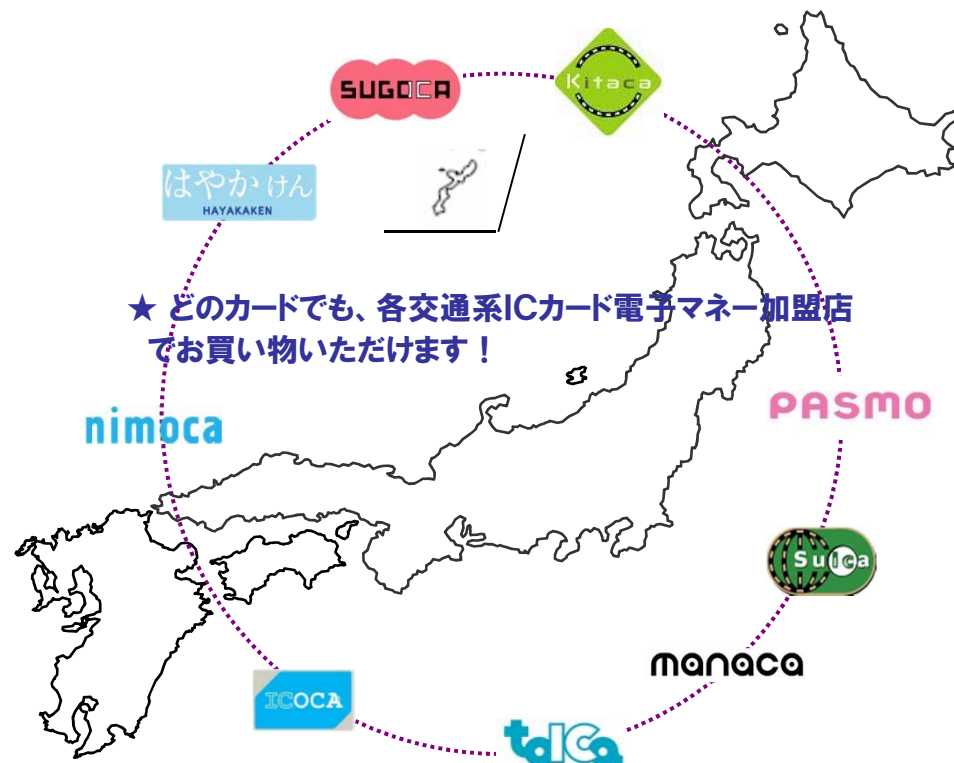 SUGOCA
Kitaca
はやかけん
HAYAKAKEN
★ どのカードでも、各交通系ICカード電子マネー加盟店
でお買い物いただけます！
nimoca
PASMO
Suica
manaca
ICOCA
toICa